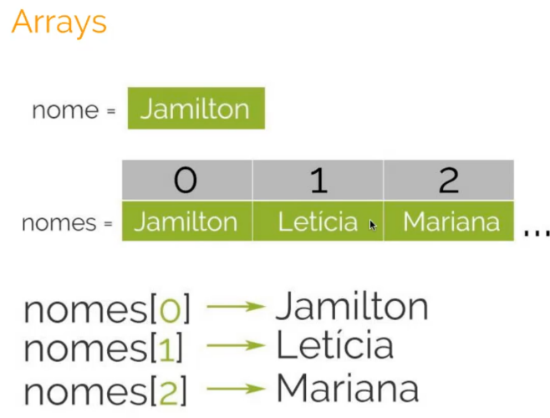 Arrays
nome = Jamilton
0 1 2
nomes = Jamilton Letícia Mariana ...
nomes[0] → Jamilton
nomes[1] → Letícia
nomes[2] → Mariana